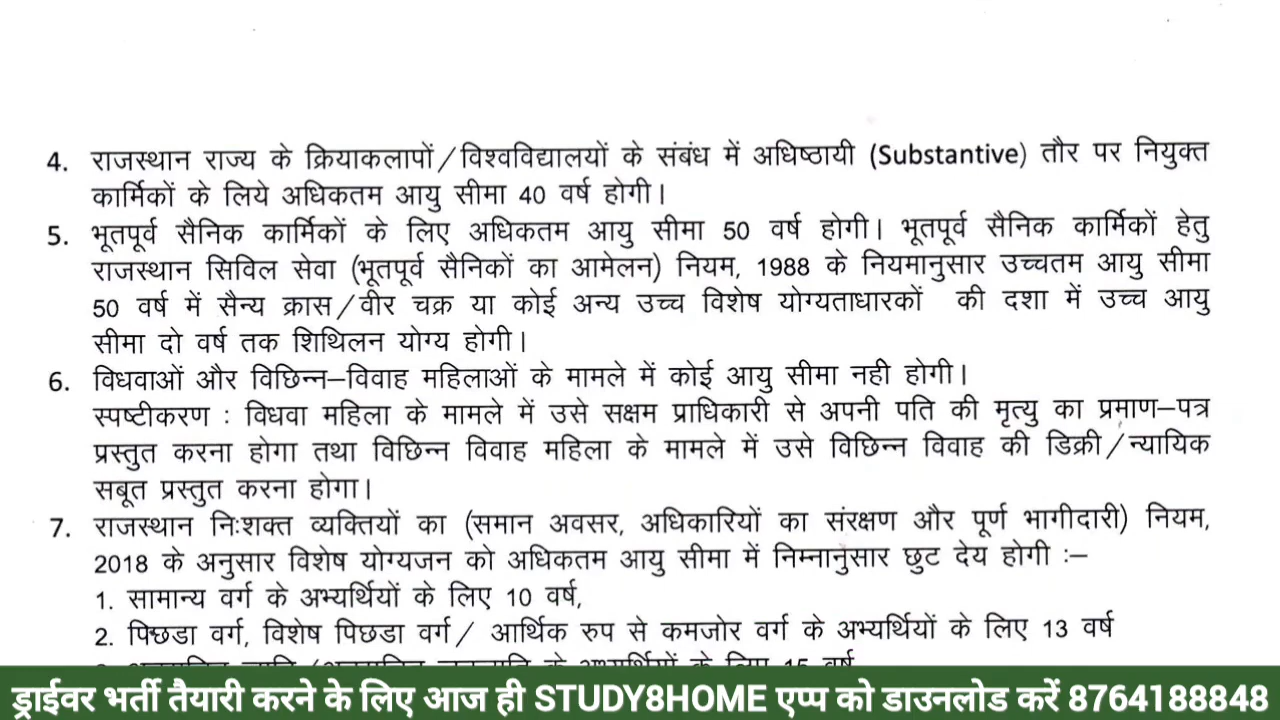 4. राजस्थान राज्य के क्रियाकलापों/विश्वविद्यालयों के संबंध में अधिष्ठायी (Substantive) तौर पर नियुक्त
कार्मिकों के लिये अधिकतम आयु सीमा 40 वर्ष होगी।
5. भूतपूर्व सैनिक कार्मिकों के लिए अधिकतम आयु सीमा 50 वर्ष होगी। भूतपूर्व सैनिक कार्मिकों हेतु
राजस्थान सिविल सेवा (भूतपूर्व सैनिकों का आमेलन) नियम, 1988 के नियमानुसार उच्चतम आयु सीमा
50 वर्ष में सैन्य क्रास/वीर चक्र या कोई अन्य उच्च विशेष योग्यताधारकों की दशा में उच्च आयु
सीमा दो वर्ष तक शिथिलन योग्य होगी।
6. विधवाओं और विछिन्न–विवाह महिलाओं के मामले में कोई आयु सीमा नही होगी।
स्पष्टीकरण : विधवा महिला के मामले में उसे सक्षम प्राधिकारी से अपनी पति की मृत्यु का प्रमाण–पत्र
प्रस्तुत करना होगा तथा विछिन्न विवाह महिला के मामले में उसे विछिन्न विवाह की डिक्री/न्यायिक
सबूत प्रस्तुत करना होगा।
7. राजस्थान निःशक्त व्यक्तियों का (समान अवसर, अधिकारियों का संरक्षण और पूर्ण भागीदारी) नियम,
2018 के अनुसार विशेष योग्यजन को अधिकतम आयु सीमा में निम्नानुसार छुट देय होगी :–
1. सामान्य वर्ग के अभ्यर्थियों के लिए 10 वर्ष,
2. पिछडा वर्ग, विशेष पिछडा वर्ग/ आर्थिक रुप से कमजोर वर्ग के अभ्यर्थियों के लिए 13 वर्ष
के अभ्यर्थियों के लिए 15 वर्ष
ड्राईवर भर्ती तैयारी करने के लिए आज ही STUDY8HOME एप्प को डाउनलोड करें 8764188848